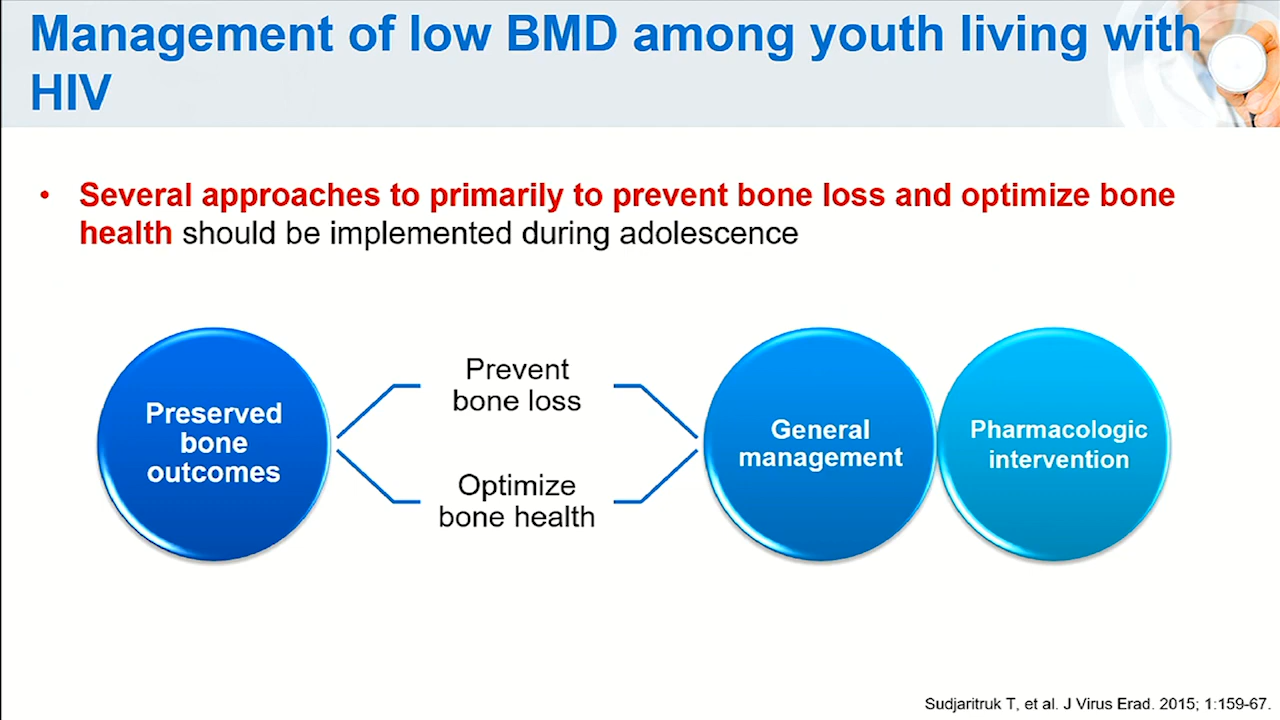 Management of low BMD among youth living with
HIV
• Several approaches to primarily to prevent bone loss and optimize bone
health should be implemented during adolescence
Preserved
bone
outcomes
Prevent
bone loss
Optimize
bone health
General
management
Pharmacologic
intervention
Sudjaritruk T, et al. J Virus Erad. 2015; 1:159-67.